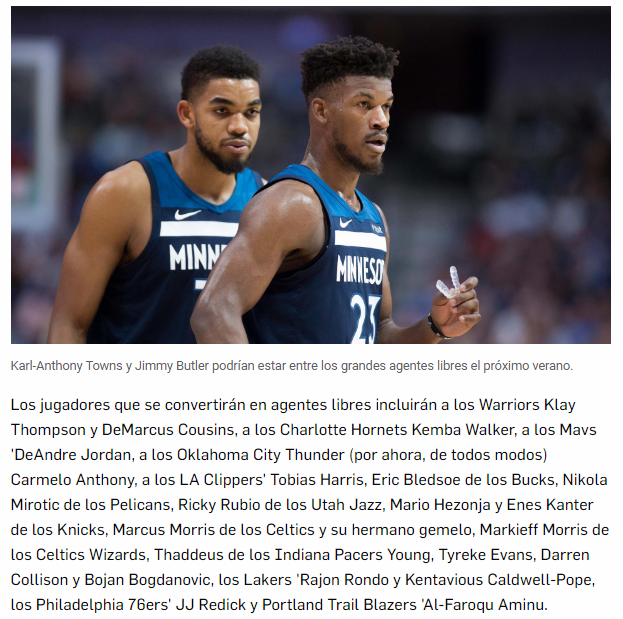 MINN
MINNESO
23
Karl-Anthony Towns y Jimmy Butler podrían estar entre los grandes agentes libres el próximo verano.
Los jugadores que se convertirán en agentes libres incluirán a los Warriors Klay
Thompson y DeMarcus Cousins, a los Charlotte Hornets Kemba Walker, a los Mavs
'DeAndre Jordan, a los Oklahoma City Thunder (por ahora, de todos modos)
Carmelo Anthony, a los LA Clippers' Tobias Harris, Eric Bledsoe de los Bucks, Nikola
Mirotic de los Pelicans, Ricky Rubio de los Utah Jazz, Mario Hezonja y Enes Kanter
de los Knicks, Marcus Morris de los Celtics y su hermano gemelo, Markieff Morris de
los Celtics Wizards, Thaddeus de los Indiana Pacers Young, Tyreke Evans, Darren
Collison y Bojan Bogdanovic, los Lakers 'Rajon Rondo y Kentavious Caldwell-Pope,
los Philadelphia 76ers' JJ Redick y Portland Trail Blazers 'Al-Faroqu Aminu.